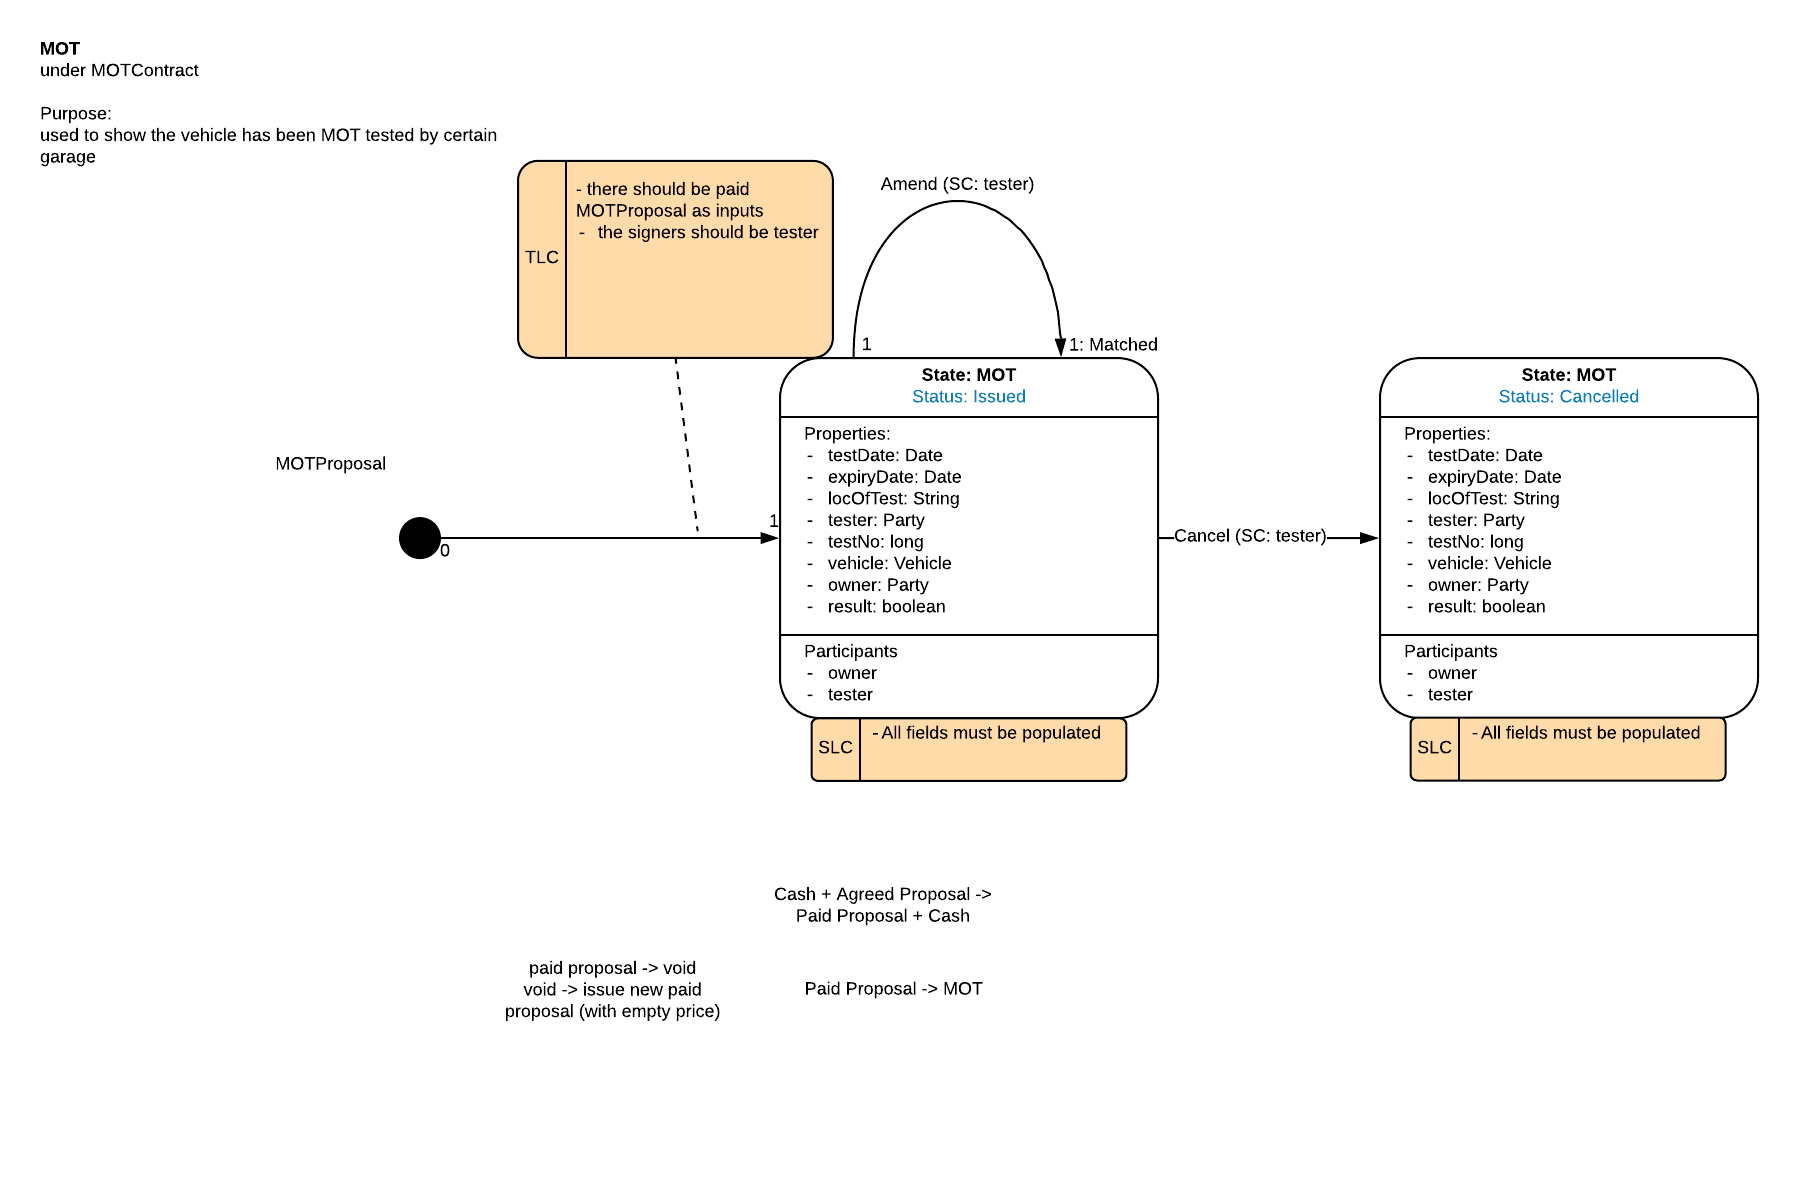 MOT
under MOTContract
Purpose:
used to show the vehicle has been MOT tested by certain
garage
TLC
- there should be paid
MOTProposal as inputs
- the signers should be tester
Amend (SC: tester)
1
1: Matched
MOTProposal
0
1
State: MOT
Status: Issued
Properties:
- testDate: Date
- expiryDate: Date
- locOfTest: String
- tester: Party
- testNo: long
- vehicle: Vehicle
- owner: Party
- result: boolean
Participants
- owner
- tester
SLC
- All fields must be populated
Cancel (SC: tester)
State: MOT
Status: Cancelled
Properties:
- testDate: Date
- expiryDate: Date
- locOfTest: String
- tester: Party
- testNo: long
- vehicle: Vehicle
- owner: Party
- result: boolean
Participants
- owner
- tester
SLC
- All fields must be populated
Cash + Agreed Proposal ->
Paid Proposal + Cash
paid proposal -> void
void -> issue new paid
proposal (with empty price)
Paid Proposal -> MOT